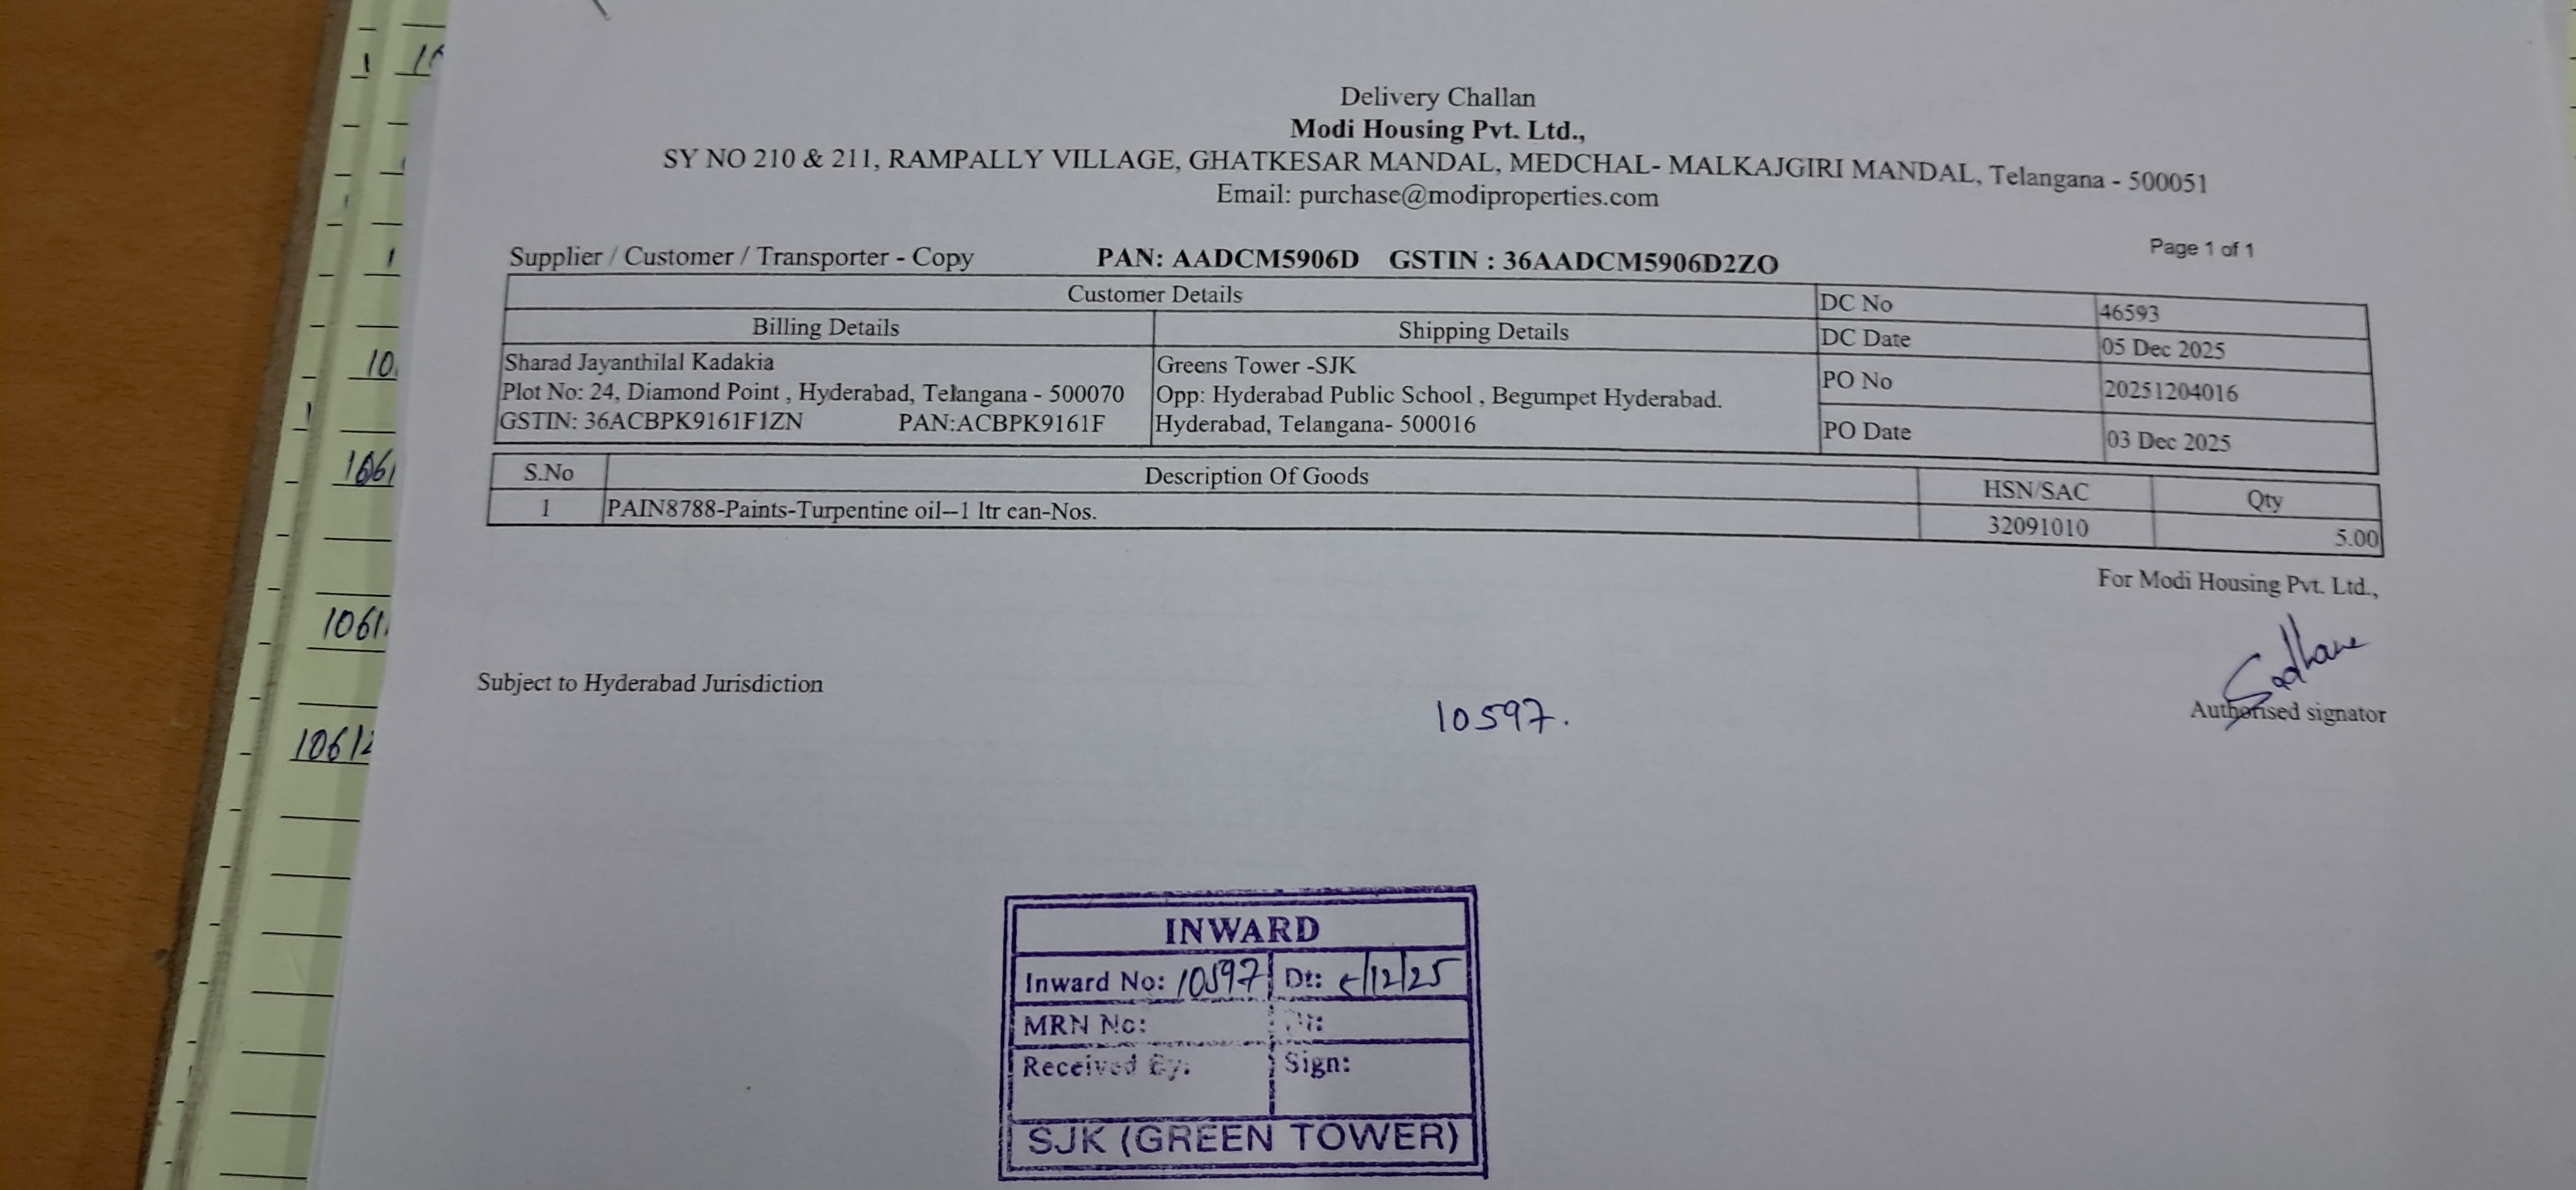 Delivery Challan
Modi Housing Pvt. Ltd.,
SY NO 210 & 211, RAMPALLY VILLAGE, GHATKESAR MANDAL, MEDCHAL- MALKAJGIRI MANDAL, Telangana - 500051
Email: purchase@modiproperties.com
Supplier / Customer / Transporter - Copy PAN: AADCM5906D GSTIN : 36AADCM5906D2ZO Page 1 of 1
Customer Details DC No 46593
Billing Details Shipping Details DC Date 05 Dec 2025
Sharad Jayanthilal Kadakia Greens Tower -SJK
Plot No: 24, Diamond Point , Hyderabad, Telangana - 500070 Opp: Hyderabad Public School , Begumpet Hyderabad. PO No 20251204016
GSTIN: 36ACBPK9161F1ZN PAN:ACBPK9161F Hyderabad, Telangana- 500016 PO Date 03 Dec 2025
S.No Description Of Goods HSN/SAC Qty
1 PAIN8788-Paints-Turpentine oil--1 ltr can-Nos. 32091010 5.00
For Modi Housing Pvt. Ltd.,
Sadhane
Subject to Hyderabad Jurisdiction
10597.
Authorised signator
INWARD
Inward No: 10597 Dt: 5/12/25
MRN No:
Received By: Sign:
SJK (GREEN TOWER)